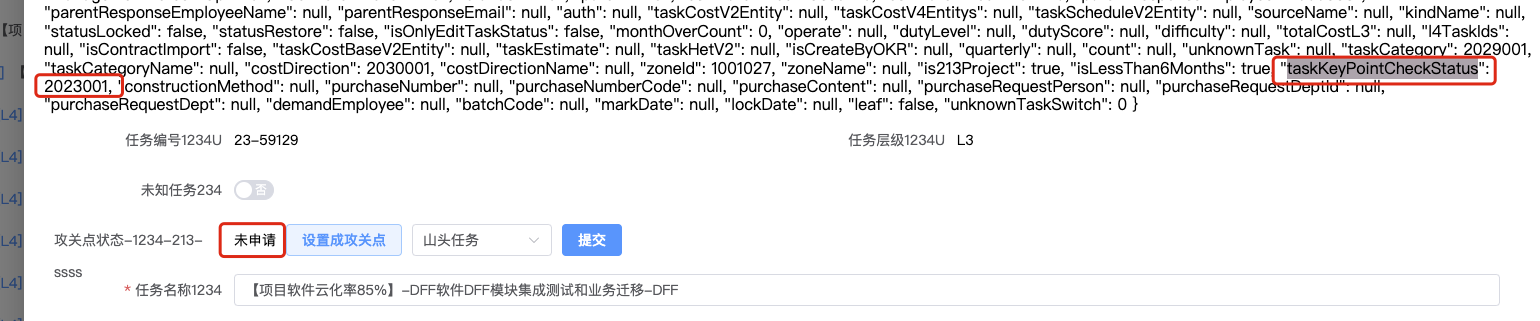 "parentResponseEmployeeName": null, "parentResponseEmail": null, "auth": null, "taskCostV2Entity": null, "taskCostV4Entitys": null, "taskScheduleV2Entity": null, "sourceName": null, "kindName": null,
【项
"statusLocked": false, "statusRestore": false, "isOnlyEditTaskStatus": false, "monthOverCount": 0, "operate": null, "dutyLevel": null, "dutyScore": null, "difficulty": null, "totalCostL3": null, "l4TaskIds":
null, "isContractImport": false, "taskCostBaseV2Entity": null, "taskEstimate": null, "taskHetV2": null, "isCreateByOKR": null, "quarterly": null, "count": null, "unknownTask": null, "taskCategory": 2029001,
] 【
"taskCategoryName": null, "costDirection": 2030001, "costDirectionName": null, "zoneId": 1001027, "zoneName": null, "is213Project": true, "isLessThan6Months": true, "taskKeyPointCheckStatus":
2023001, "constructionMethod": null, "purchaseNumber": null, "purchaseNumberCode": null, "purchaseContent": null, "purchaseRequestPerson": null, "purchaseRequestDeptId": null,
"purchaseRequestDept": null, "demandEmployee": null, "batchCode": null, "markDate": null, "lockDate": null, "leaf": false, "unknownTaskSwitch": 0 }
L4]
任务编号1234U 23-59129 任务层级1234U L3
L4]
未知任务234 否
L4]
攻关点状态-1234-213-ssss 未申请 设置成攻关点 山头任务 提交
L4]
L4]
* 任务名称1234 【项目软件云化率85%】-DFF软件DFF模块集成测试和业务迁移-DFF